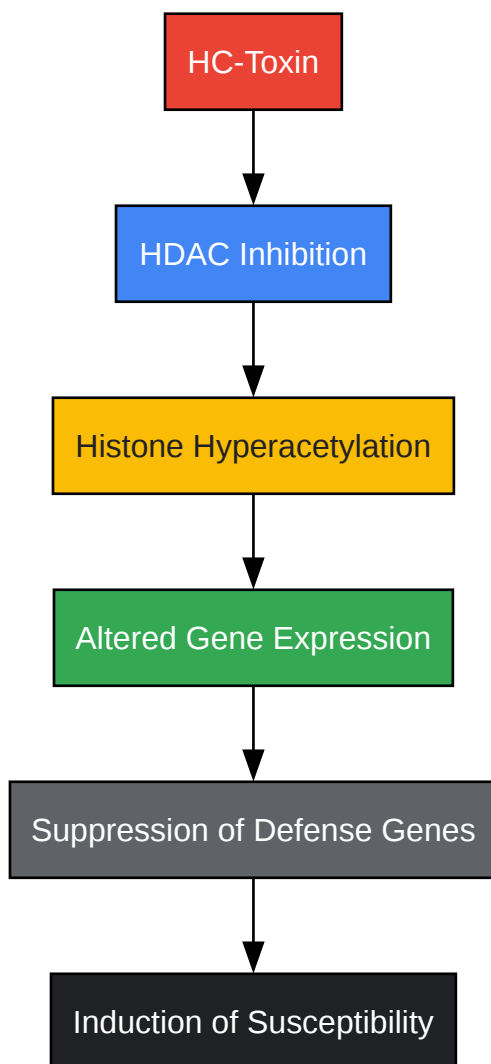 HC-Toxin
HDAC Inhibition
Histone Hyperacetylation
Altered Gene Expression
Suppression of Defense Genes
Induction of Susceptibility